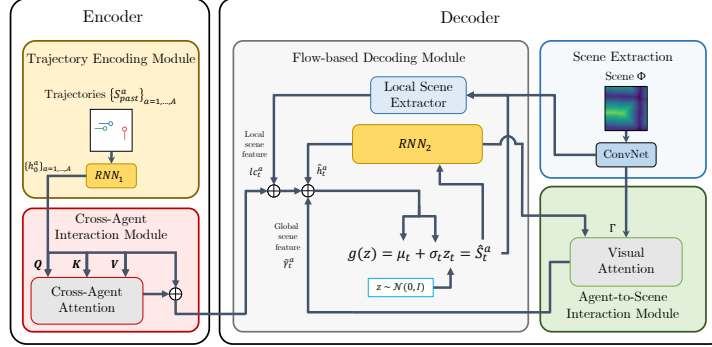 Encoder
Decoder
Trajectory Encoding Module
Trajectories {S^a_past}_{a=1,...,A}
{h^a_0}_{a=1,...,A}
RNN_1
Cross-Agent
Interaction Module
Q K V
Cross-Agent
Attention
Flow-based Decoding Module
Local Scene
Extractor
Local
scene
feature
lc^a_t
RNN_2
ĥ^a_t
Global
scene
feature
γ̃^a_t
g(z) = μ_t + σ_t z_t = Ŝ^a_t
z ~ 𝒩(0, I)
Scene Extraction
Scene Φ
ConvNet
Γ
Visual
Attention
Agent-to-Scene
Interaction Module